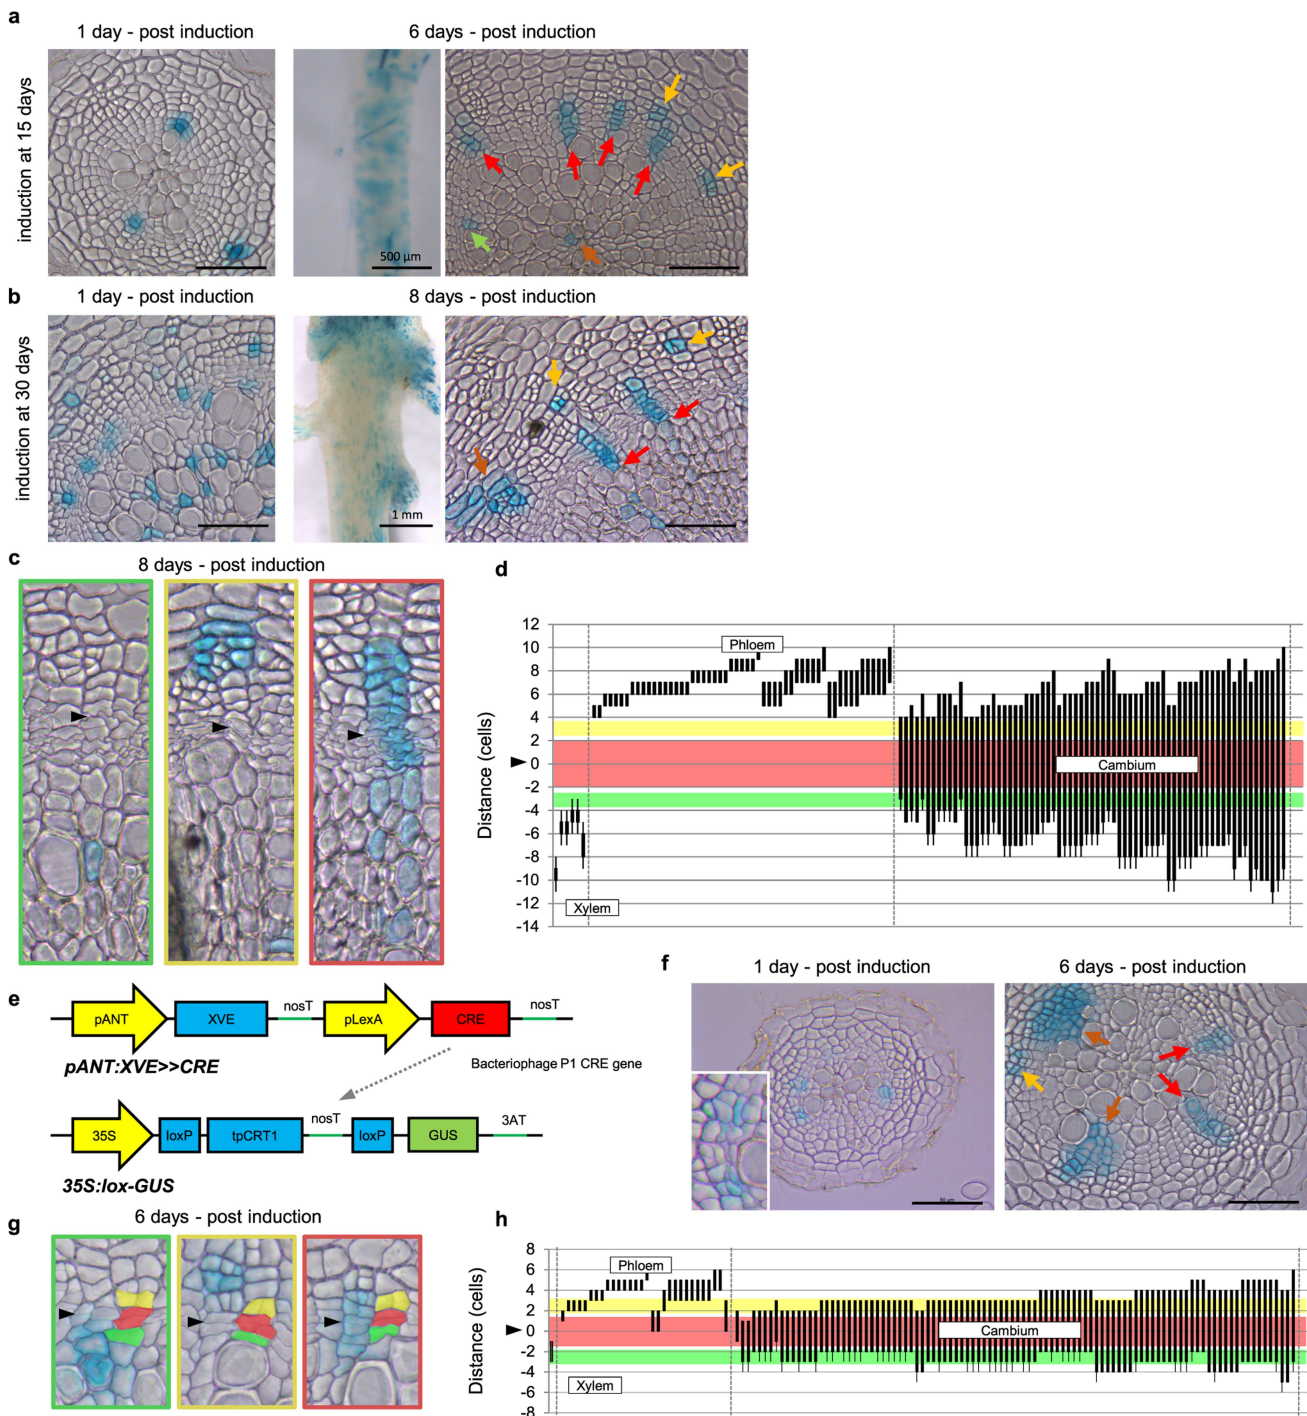 a
1 day - post induction
6 days - post induction
induction at 15 days
500 µm
b
1 day - post induction
8 days - post induction
induction at 30 days
1 mm
c
8 days - post induction
d
Distance (cells)
12
10
8
6
4
2
0
-2
-4
-6
-8
-10
-12
-14
Phloem
Cambium
Xylem
e
pANT
XVE
nosT
pLexA
CRE
nosT
pANT:XVE>>CRE
Bacteriophage P1 CRE gene
35S
loxP
tpCRT1
nosT
loxP
GUS
3AT
35S:lox-GUS
f
1 day - post induction
6 days - post induction
50 µm
g
6 days - post induction
h
Distance (cells)
8
6
4
2
0
-2
-4
-6
-8
Phloem
Cambium
Xylem